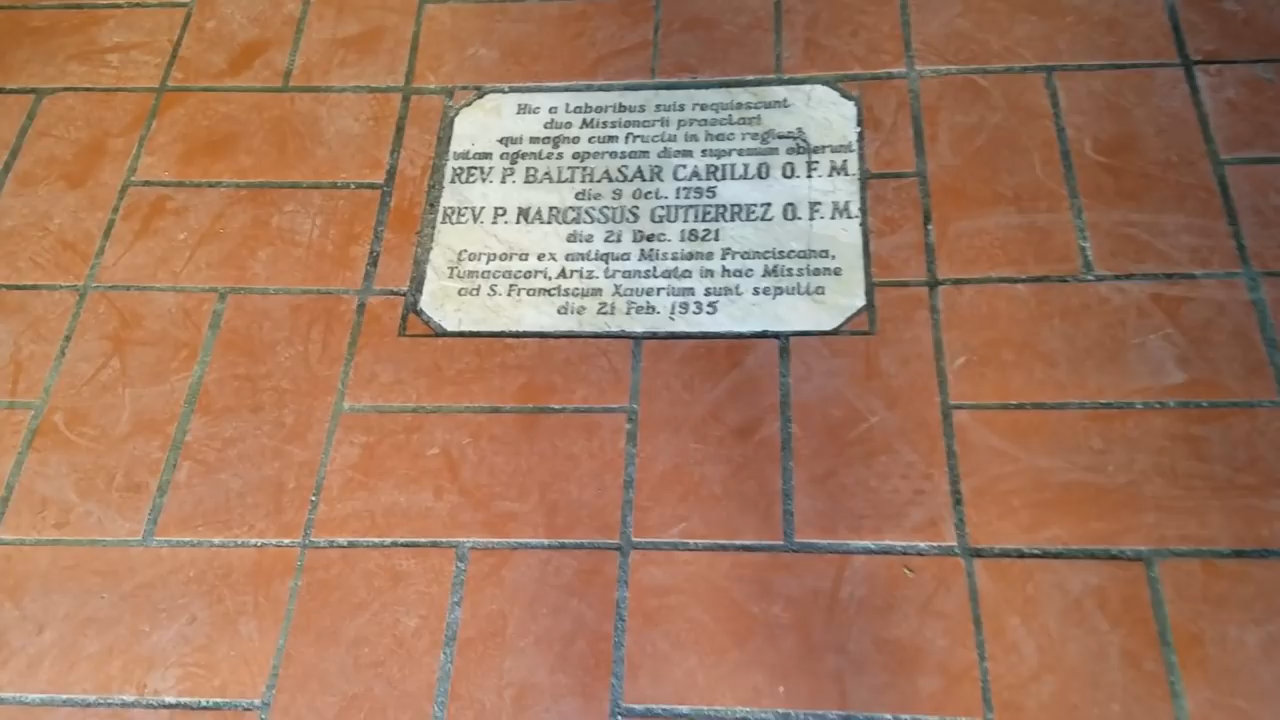 Hic a laboribus suis requiescunt
duo Missionarii praeclari
qui magno cum fructu in hac regione
vitam agentes operosam diem supremum obierunt
REV. P. BALTHASAR CARILLO O. F. M.
die 9 Oct. 1795
REV. P. NARCISSUS GUTIERREZ O. F. M.
die 21 Dec. 1821
Corpora ex antiqua Missione Franciscana,
Tumacacori, Ariz. translata in hac Missione
ad S. Franciscum Xaverium sunt sepulta
die 21 Feb. 1935